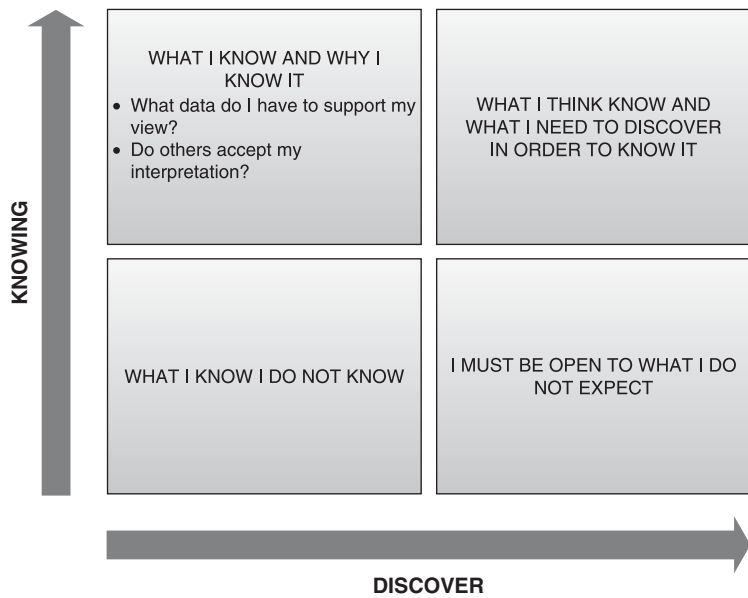 WHAT I KNOW AND WHY I
KNOW IT
• What data do I have to support my
view?
• Do others accept my
interpretation?
WHAT I THINK KNOW AND
WHAT I NEED TO DISCOVER
IN ORDER TO KNOW IT
KNOWING
WHAT I KNOW I DO NOT KNOW
I MUST BE OPEN TO WHAT I DO
NOT EXPECT
DISCOVER